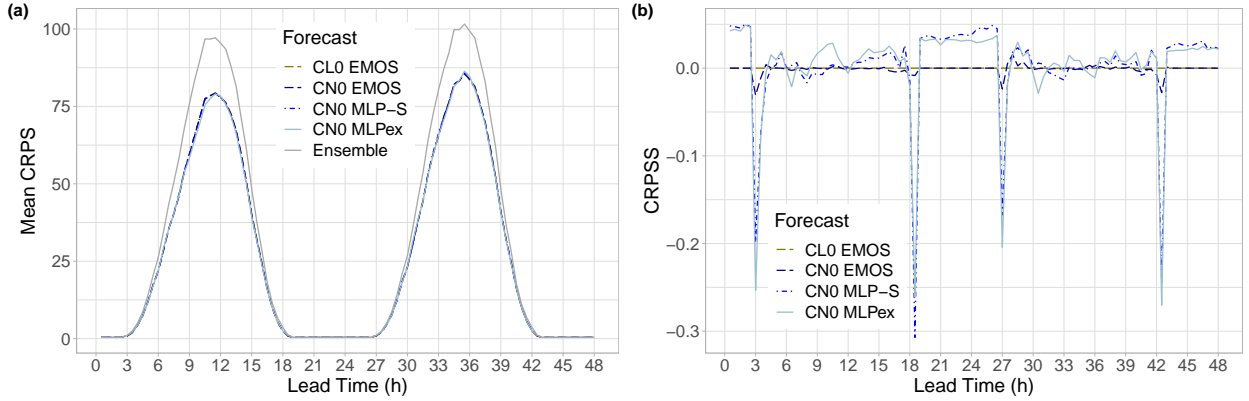 (a)
Mean CRPS
100
75
50
25
0
Forecast
CL0 EMOS
CN0 EMOS
CN0 MLP−S
CN0 MLPex
Ensemble
0 3 6 9 12 15 18 21 24 27 30 33 36 39 42 45 48
Lead Time (h)
(b)
CRPSS
0.0
−0.1
−0.2
−0.3
Forecast
CL0 EMOS
CN0 EMOS
CN0 MLP−S
CN0 MLPex
0 3 6 9 12 15 18 21 24 27 30 33 36 39 42 45 48
Lead Time (h)